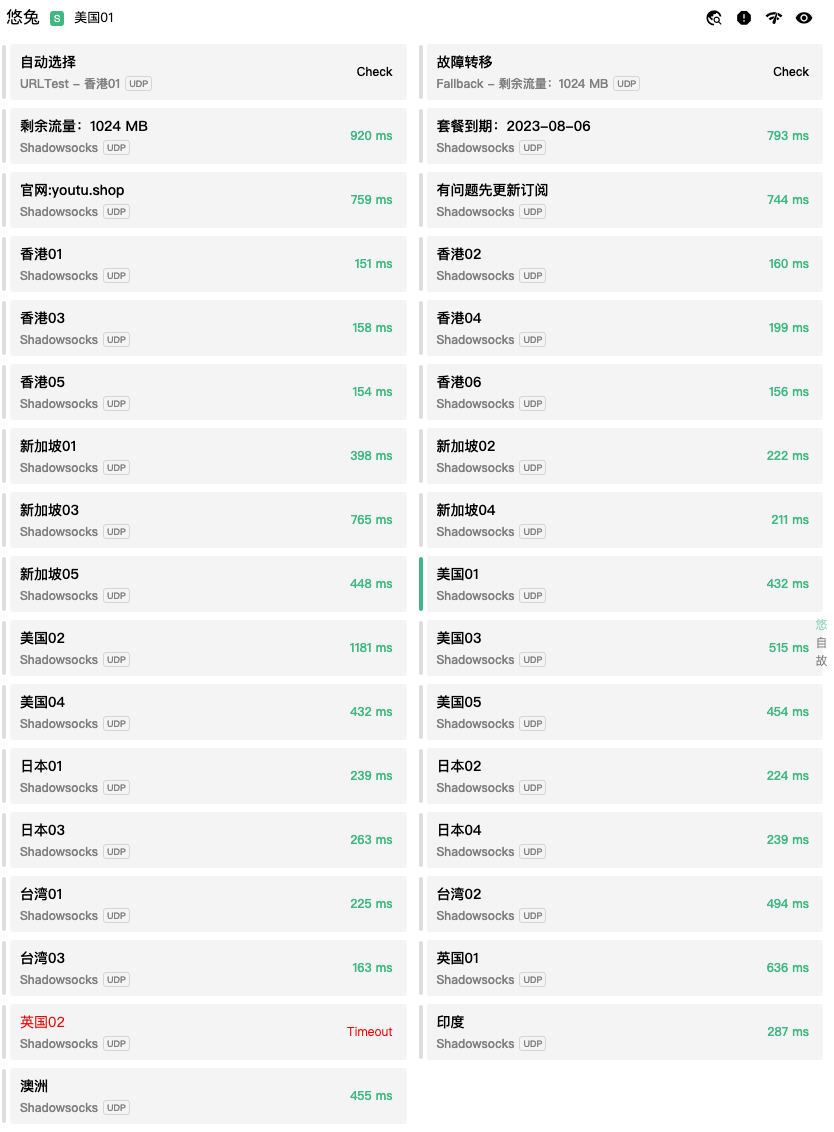 悠兔 S 美国01
自动选择
URLTest – 香港01 UDP
Check
故障转移
Fallback – 剩余流量：1024 MB UDP
Check
剩余流量：1024 MB
Shadowsocks UDP
920 ms
套餐到期：2023–08–06
Shadowsocks UDP
793 ms
官网:youtu.shop
Shadowsocks UDP
759 ms
有问题先更新订阅
Shadowsocks UDP
744 ms
香港01
Shadowsocks UDP
151 ms
香港02
Shadowsocks UDP
160 ms
香港03
Shadowsocks UDP
158 ms
香港04
Shadowsocks UDP
199 ms
香港05
Shadowsocks UDP
154 ms
香港06
Shadowsocks UDP
156 ms
新加坡01
Shadowsocks UDP
398 ms
新加坡02
Shadowsocks UDP
222 ms
新加坡03
Shadowsocks UDP
765 ms
新加坡04
Shadowsocks UDP
211 ms
新加坡05
Shadowsocks UDP
448 ms
美国01
Shadowsocks UDP
432 ms
美国02
Shadowsocks UDP
1181 ms
美国03
Shadowsocks UDP
515 ms
悠
自
故
美国04
Shadowsocks UDP
432 ms
美国05
Shadowsocks UDP
454 ms
日本01
Shadowsocks UDP
239 ms
日本02
Shadowsocks UDP
224 ms
日本03
Shadowsocks UDP
263 ms
日本04
Shadowsocks UDP
239 ms
台湾01
Shadowsocks UDP
225 ms
台湾02
Shadowsocks UDP
494 ms
台湾03
Shadowsocks UDP
163 ms
英国01
Shadowsocks UDP
636 ms
英国02
Shadowsocks UDP
Timeout
印度
Shadowsocks UDP
287 ms
澳洲
Shadowsocks UDP
455 ms